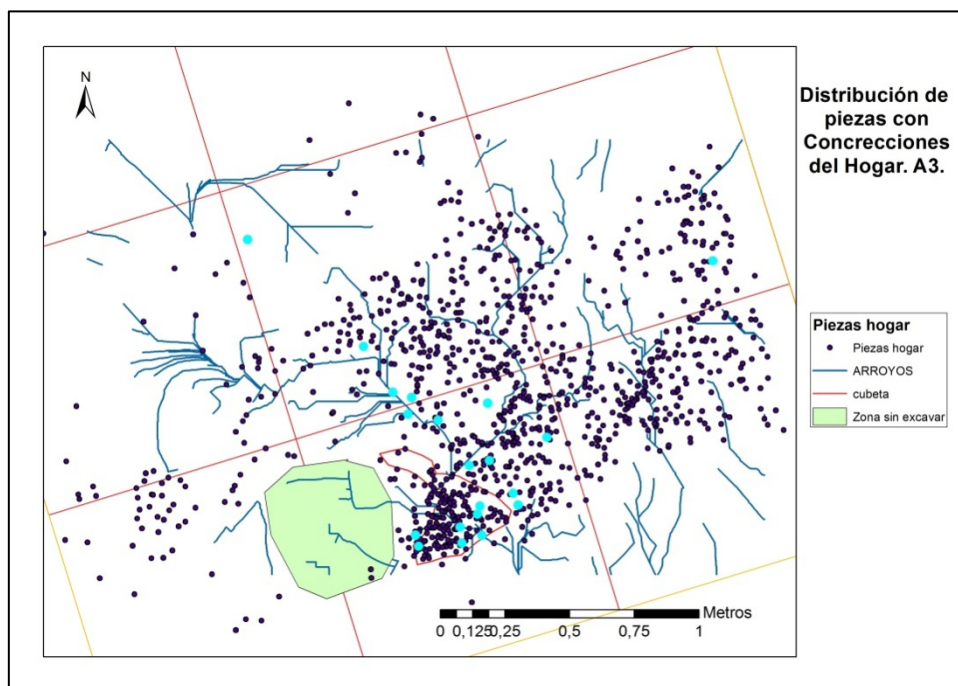 N
Distribución de
piezas con
Concrecciones
del Hogar. A3.
Piezas hogar
Piezas hogar
ARROYOS
cubeta
Zona sin excavar
Metros
0 0,125 0,25 0,5 0,75 1